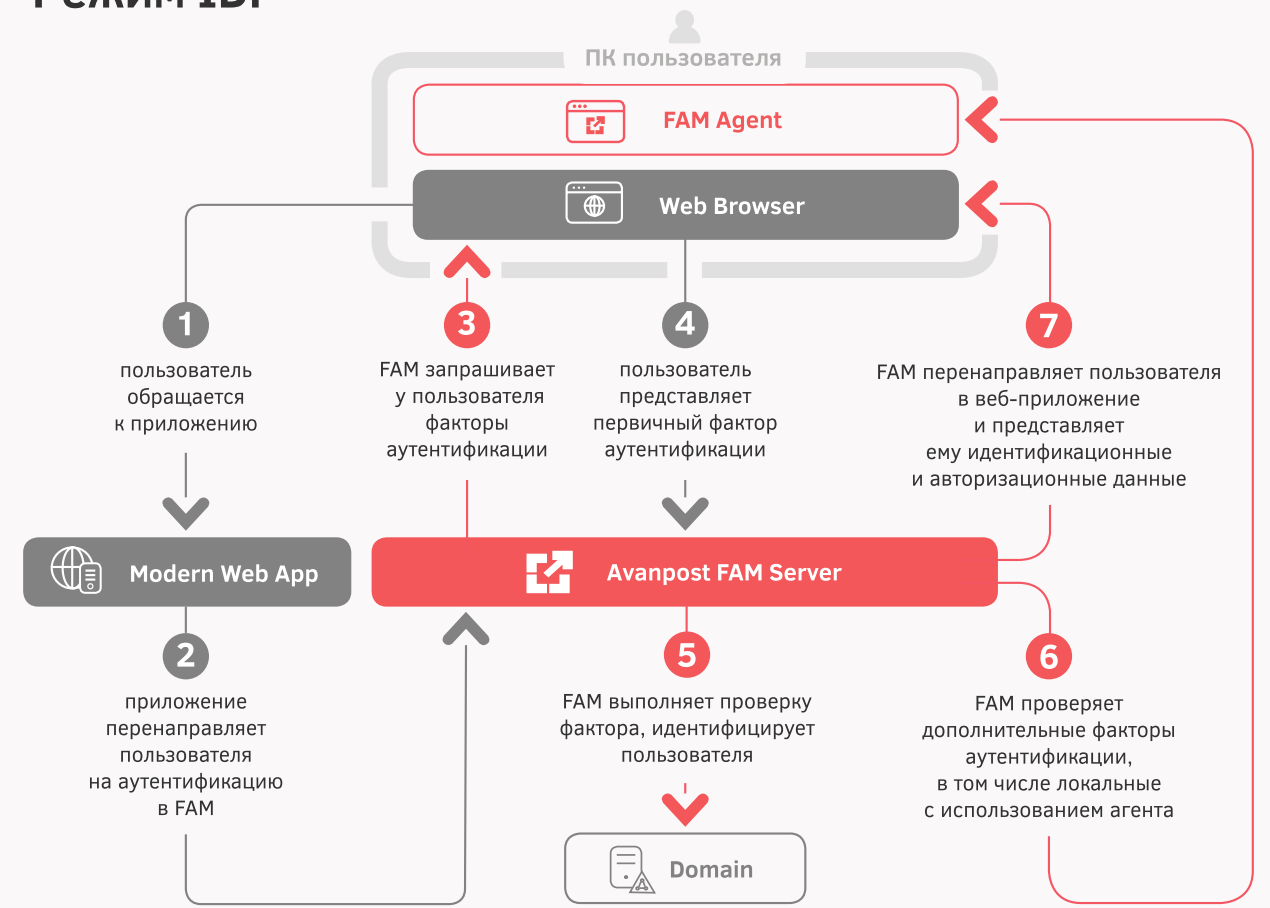 Режим IDP
ПК пользователя
FAM Agent
Web Browser
1
пользователь
обращается
к приложению
3
FAM запрашивает
у пользователя
факторы
аутентификации
4
пользователь
представляет
первичный фактор
аутентификации
7
FAM перенаправляет пользователя
в веб-приложение
и представляет
ему идентификационные
и авторизационные данные
Modern Web App
Avanpost FAM Server
2
приложение
перенаправляет
пользователя
на аутентификацию
в FAM
5
FAM выполняет проверку
фактора, идентифицирует
пользователя
6
FAM проверяет
дополнительные факторы
аутентификации,
в том числе локальные
с использованием агента
Domain